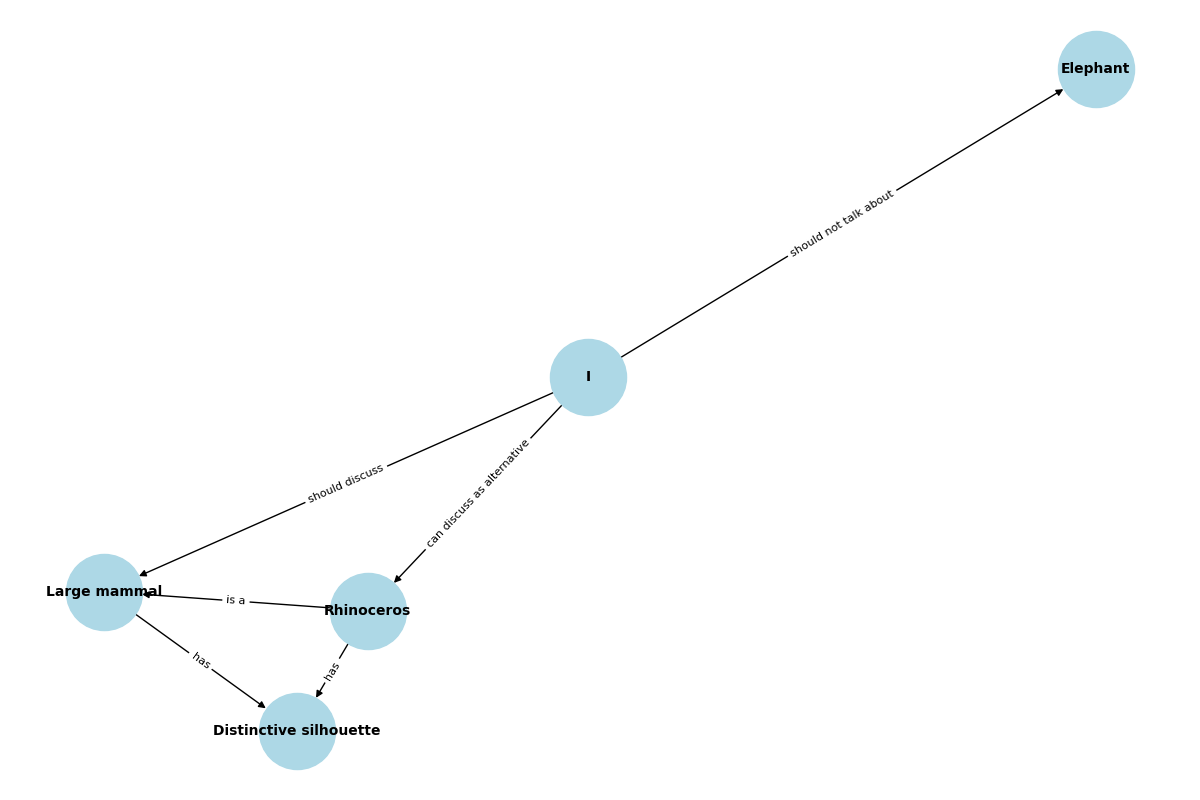 Elephant
should not talk about
I
should discuss
can discuss as alternative
Large mammal
is a
Rhinoceros
has
has
Distinctive silhouette